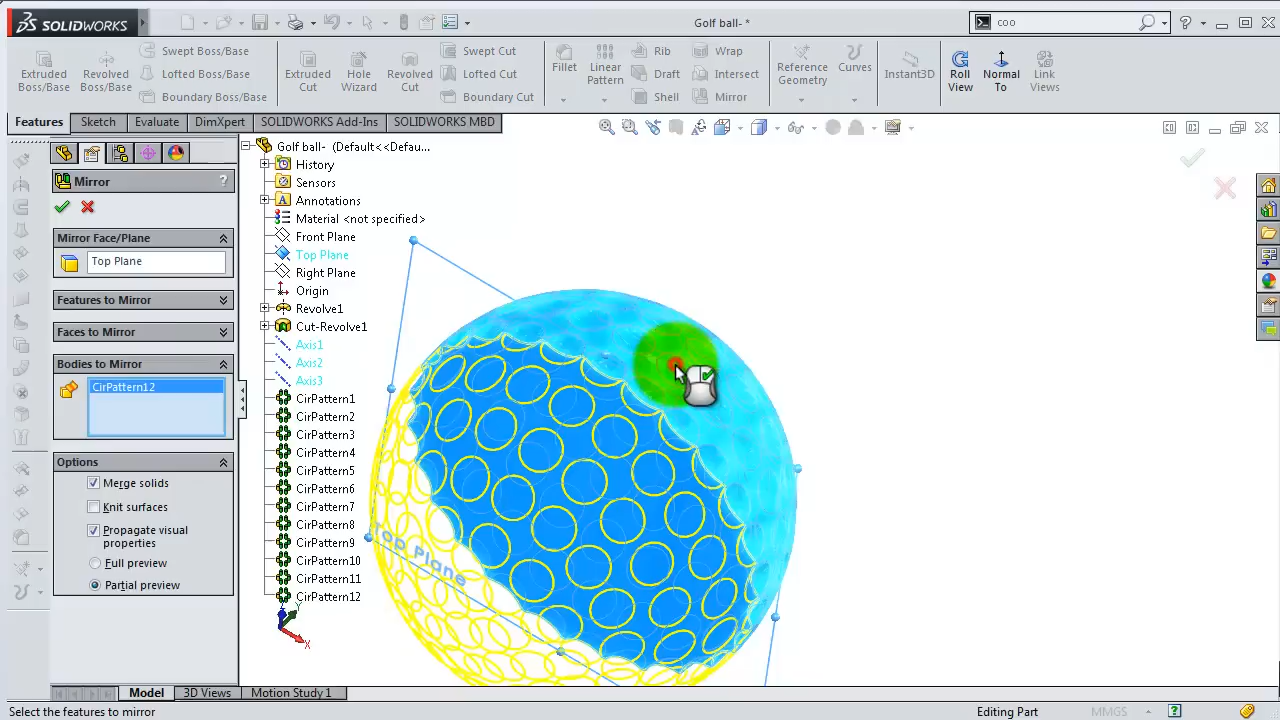 SOLIDWORKS
Golf ball- *
coo
Extruded Boss/Base
Revolved Boss/Base
Swept Boss/Base
Lofted Boss/Base
Boundary Boss/Base
Extruded Cut
Hole Wizard
Revolved Cut
Swept Cut
Lofted Cut
Boundary Cut
Fillet
Linear Pattern
Rib
Draft
Shell
Wrap
Intersect
Mirror
Reference Geometry
Curves
Instant3D
Roll View
Normal To
Link Views
Features
Sketch
Evaluate
DimXpert
SOLIDWORKS Add-Ins
SOLIDWORKS MBD
Mirror
?
Mirror Face/Plane
Top Plane
Features to Mirror
Faces to Mirror
Bodies to Mirror
CirPattern12
Options
Merge solids
Knit surfaces
Propagate visual
properties
Full preview
Partial preview
Golf ball- (Default<<Defau...
History
Sensors
Annotations
Material <not specified>
Front Plane
Top Plane
Right Plane
Origin
Revolve1
Cut-Revolve1
Axis1
Axis2
Axis3
CirPattern1
CirPattern2
CirPattern3
CirPattern4
CirPattern5
CirPattern6
CirPattern7
CirPattern8
CirPattern9
CirPattern10
CirPattern11
CirPattern12
Top Plane
X
Model
3D Views
Motion Study 1
Select the features to mirror
Editing Part
MMGS